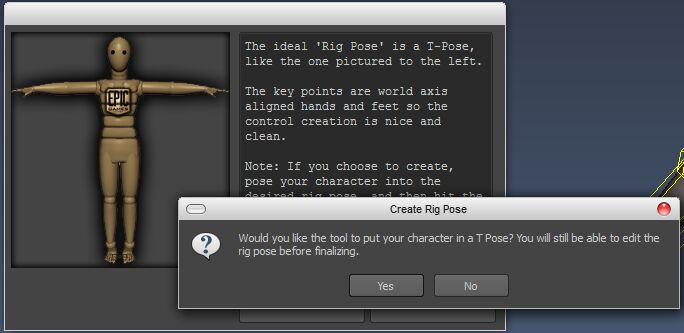 The ideal 'Rig Pose' is a T-Pose,
like the one pictured to the left.
The key points are world axis
aligned hands and feet so the
control creation is nice and
clean.
Note: If you choose to create,
pose your character into the
desired rig pose, and then hit the
EPIC
GAMES
Create Rig Pose
Would you like the tool to put your character in a T Pose? You will still be able to edit the
rig pose before finalizing.
Yes
No